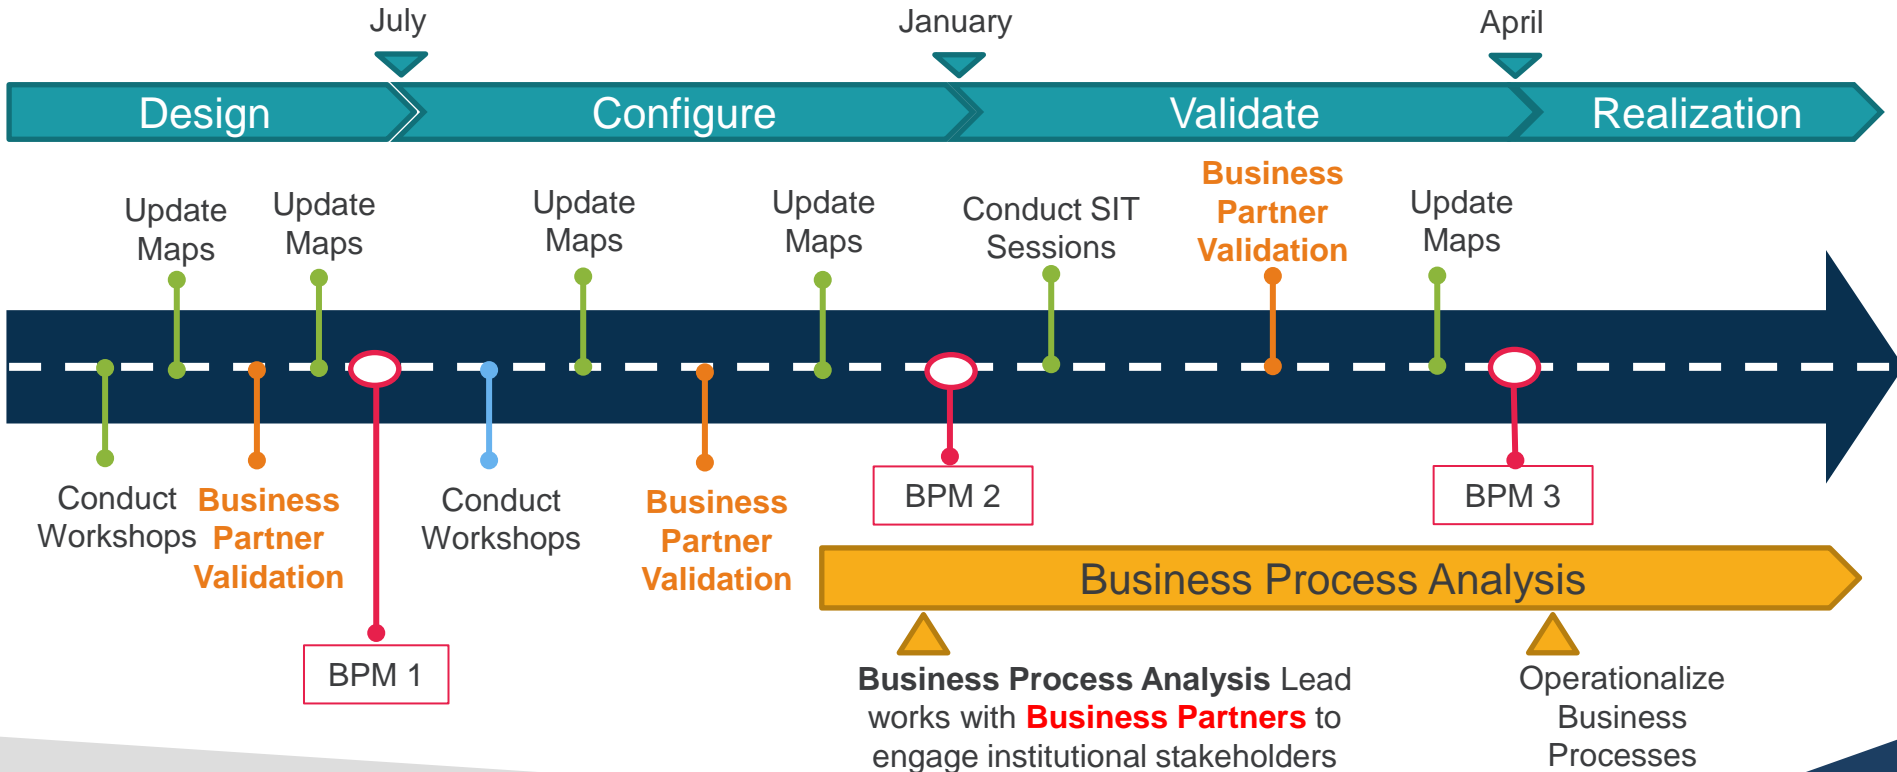 July
January
April
Design
Configure
Validate
Realization
Update
Maps
Update
Maps
Update
Maps
Update
Maps
Conduct SIT
Sessions
Business
Partner
Validation
Update
Maps
Conduct
Workshops
Business
Partner
Validation
Conduct
Workshops
Business
Partner
Validation
BPM 1
BPM 2
BPM 3
Business Process Analysis
Business Process Analysis Lead
works with Business Partners to
engage institutional stakeholders
Operationalize
Business
Processes